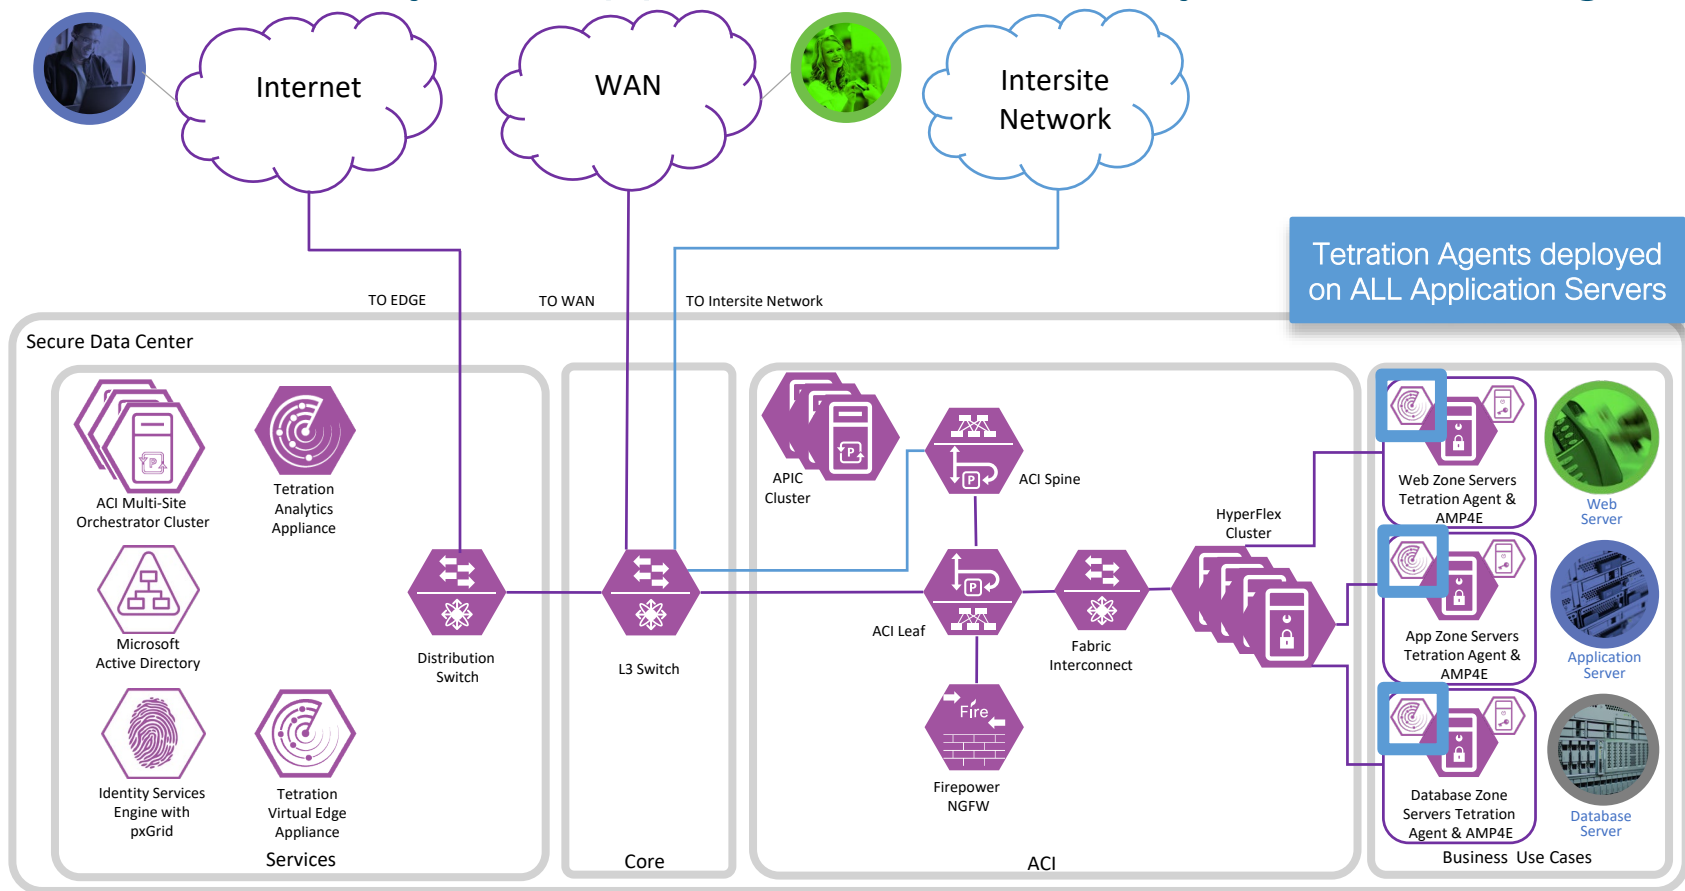 Internet
WAN
Intersite
Network
Tetration Agents deployed
on ALL Application Servers
TO EDGE
TO WAN
TO Intersite Network
Secure Data Center
ACI Multi-Site
Orchestrator Cluster
Tetration
Analytics
Appliance
Microsoft
Active Directory
Identity Services
Engine with
pxGrid
Tetration
Virtual Edge
Appliance
Distribution
Switch
Services
L3 Switch
Core
APIC
Cluster
P
ACI Spine
P
ACI Leaf
P
Fire
Firepower
NGFW
Fabric
Interconnect
HyperFlex
Cluster
ACI
Web Zone Servers
Tetration Agent &
AMP4E
Web
Server
App Zone Servers
Tetration Agent &
AMP4E
Application
Server
Database Zone
Servers Tetration
Agent & AMP4E
Database
Server
Business Use Cases
P